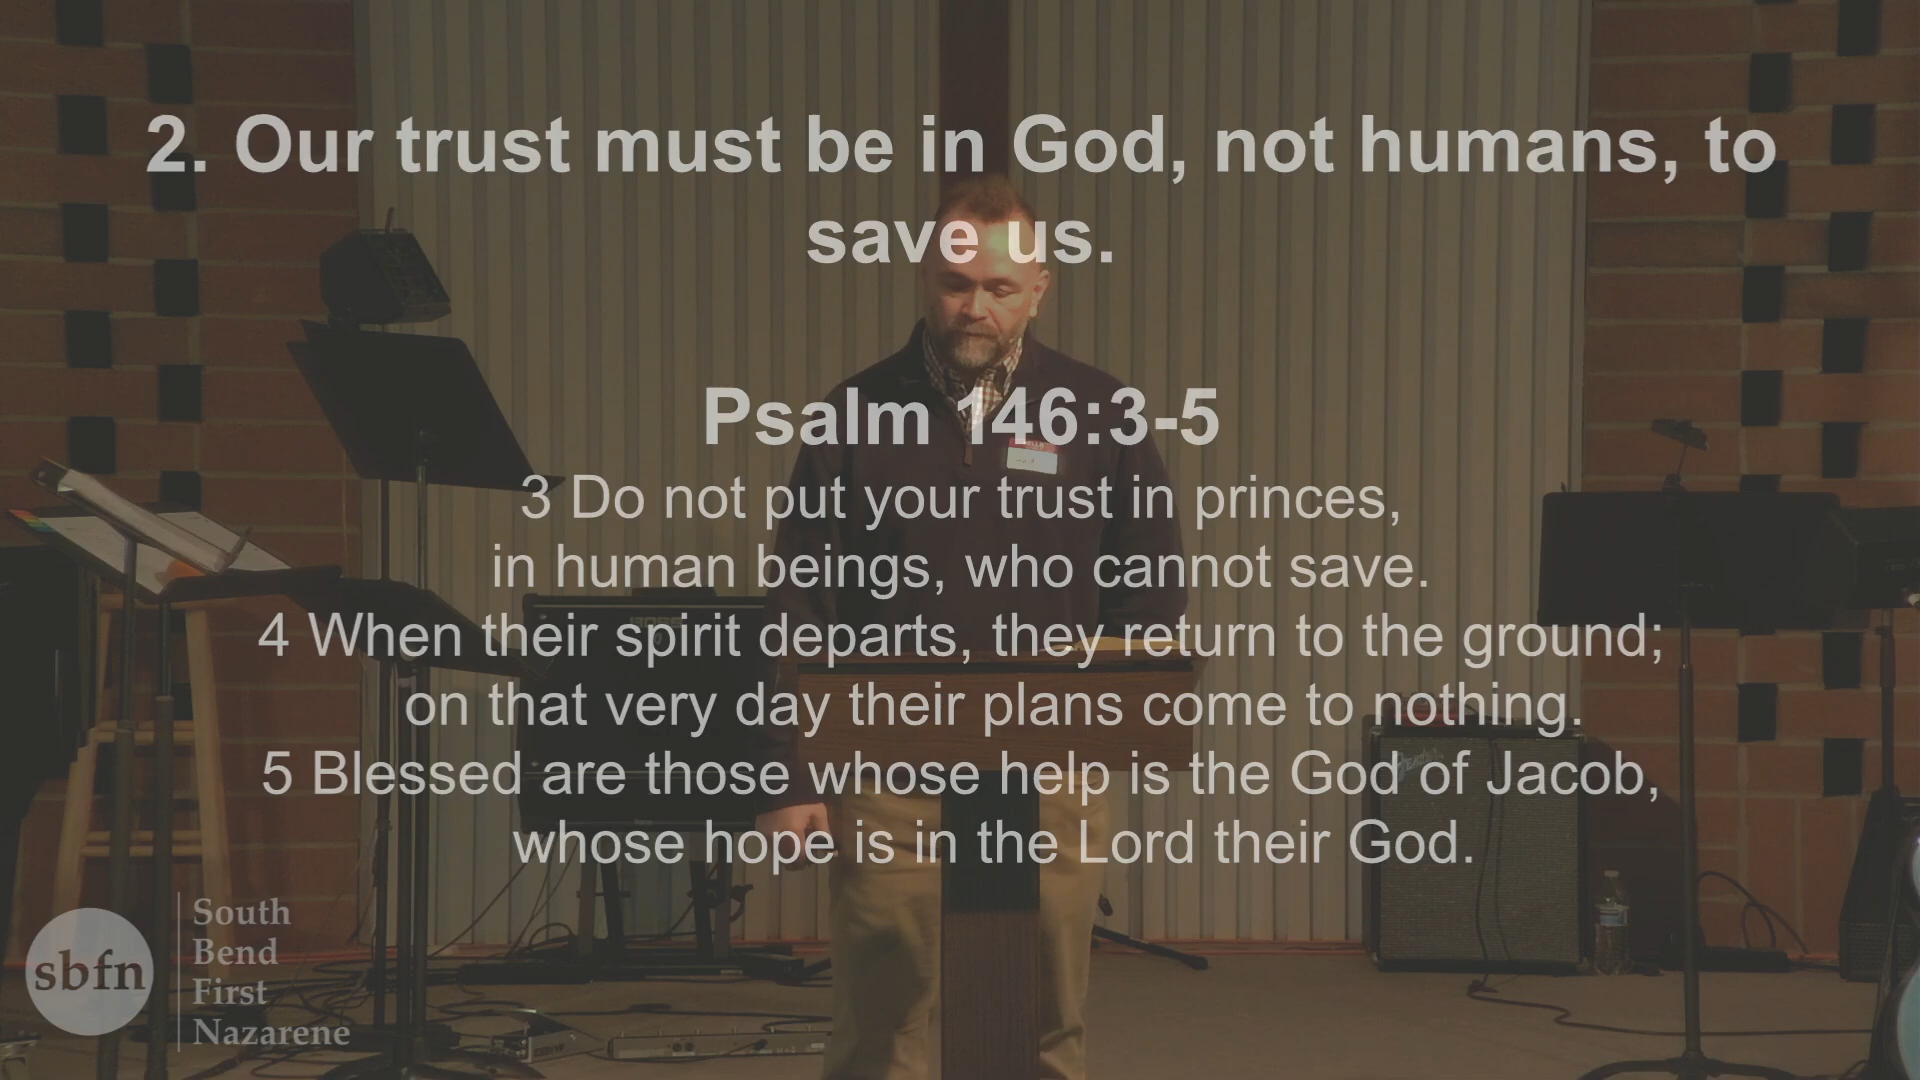 2. Our trust must be in God, not humans, to
save us.
Psalm 146:3-5
3 Do not put your trust in princes,
in human beings, who cannot save.
4 When their spirit departs, they return to the ground;
on that very day their plans come to nothing.
5 Blessed are those whose help is the God of Jacob,
whose hope is in the Lord their God.
sbfn
South
Bend
First
Nazarene
BOSS
Fender
HELLO